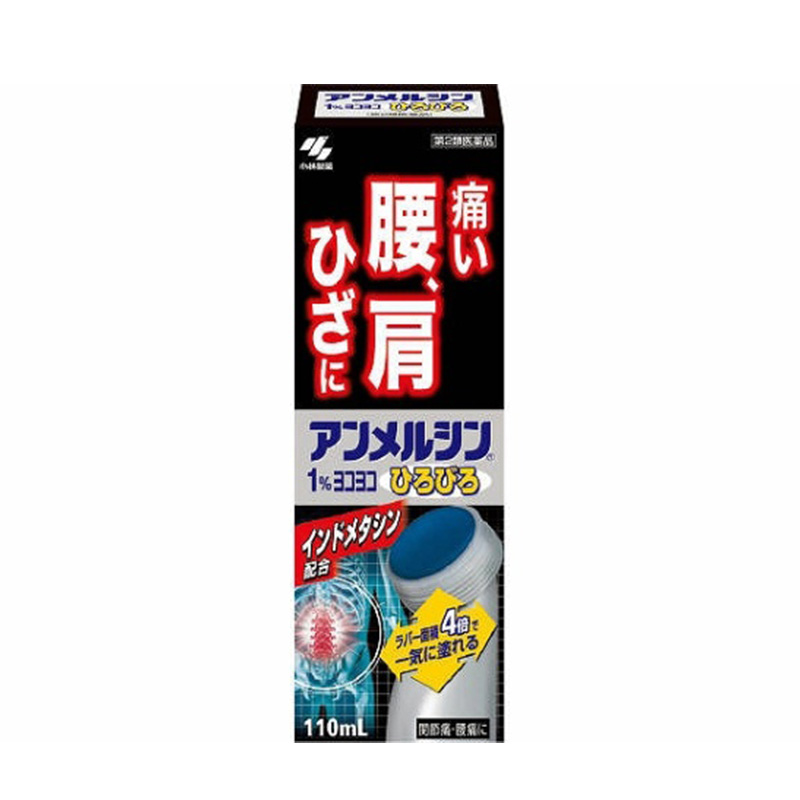 アンメルシン
1%ヨコヨコ ひろびろ
小林製薬
第2類医薬品
痛い
腰、肩
ひざに
アンメルシン®
1%ヨコヨコ ひろびろ
インドメタシン
配合
ラバー面積4倍で
一気に塗れる
110mL
関節痛・腰痛に